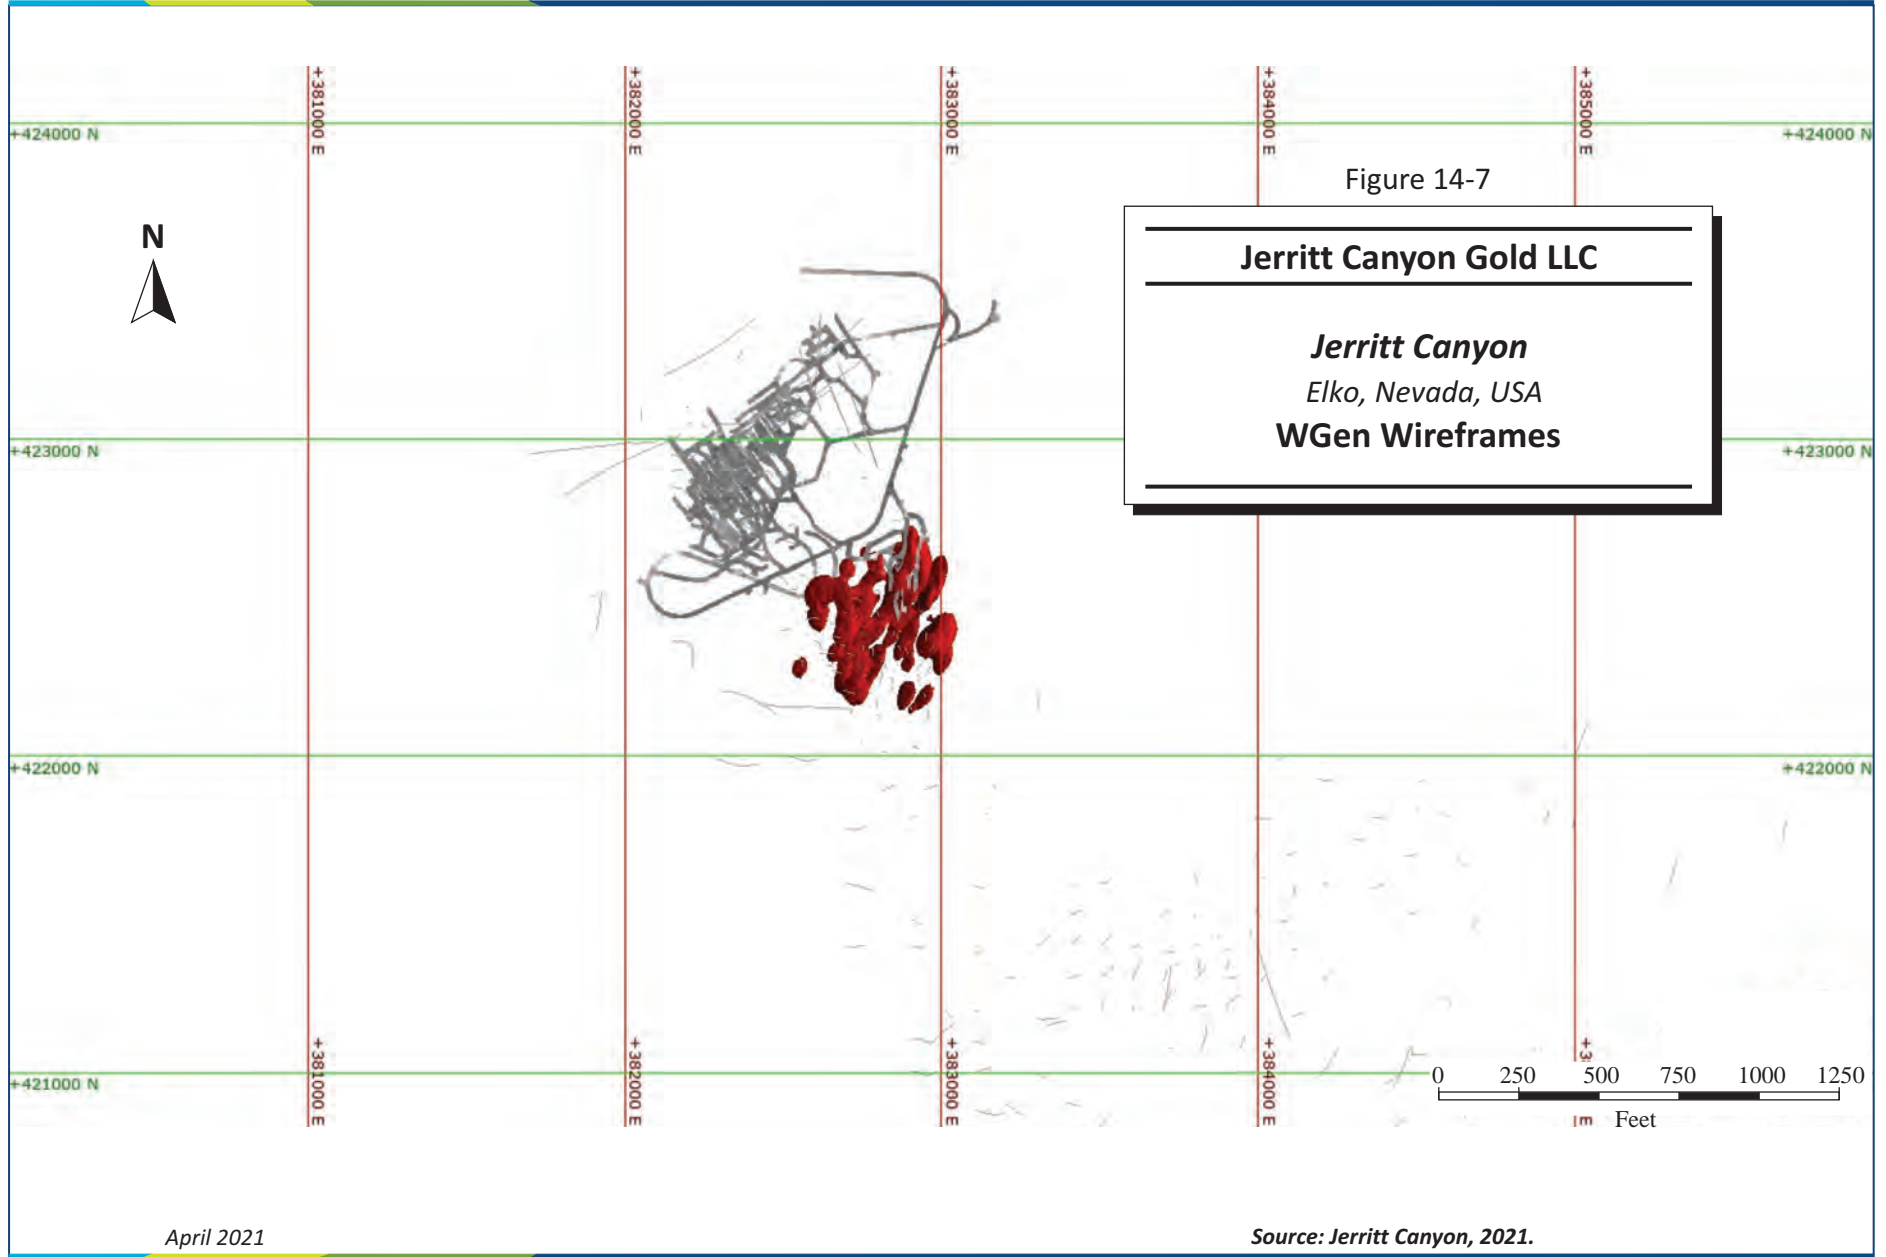 +381000 E
+382000 E
+383000 E
+384000 E
+385000 E
+424000 N
+424000 N
Figure 14-7
Jerritt Canyon Gold LLC
N
Jerritt Canyon
Elko, Nevada, USA
WGen Wireframes
+423000 N
+423000 N
+422000 N
+422000 N
+421000 N
+381000 E
+382000 E
+383000 E
+384000 E
0 250 500 750 1000 1250
Feet
April 2021
Source: Jerritt Canyon, 2021.